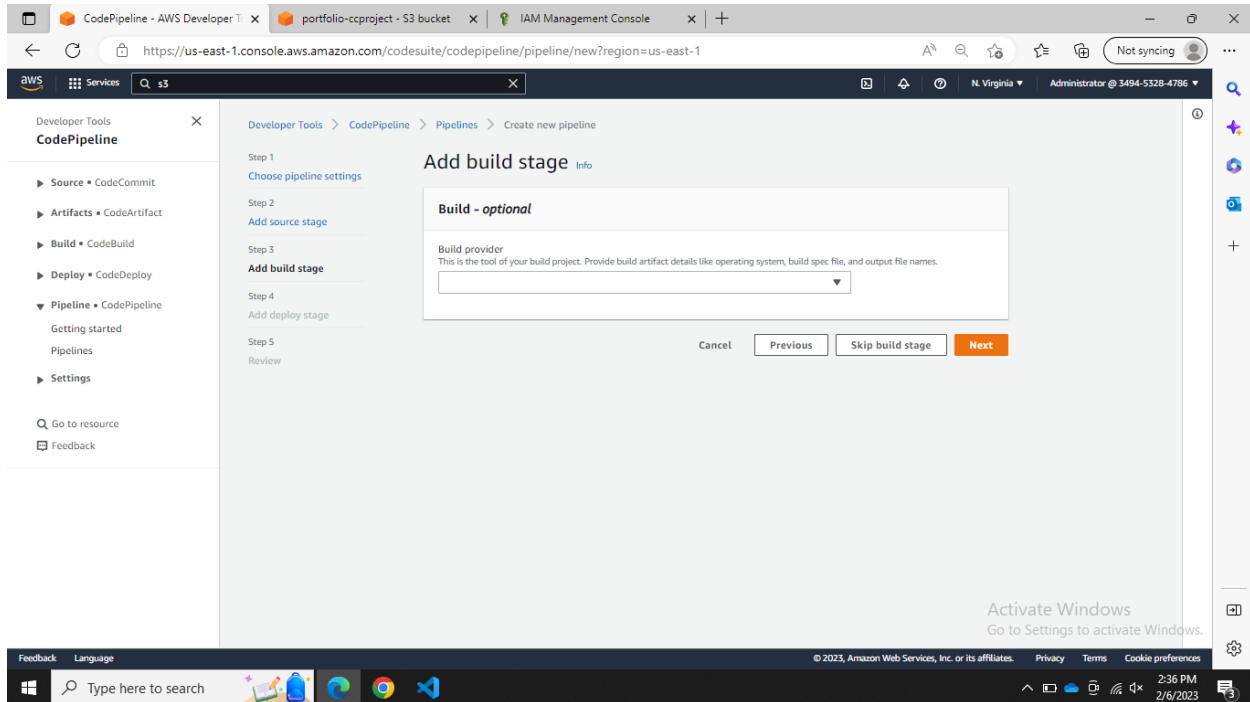 CodePipeline - AWS Developer T
portfolio-ccproject - S3 bucket
IAM Management Console
https://us-east-1.console.aws.amazon.com/codesuite/codepipeline/pipeline/new?region=us-east-1
Not syncing
aws
Services
s3
N. Virginia
Administrator @ 3494-5328-4786
Developer Tools
CodePipeline
Source • CodeCommit
Artifacts • CodeArtifact
Build • CodeBuild
Deploy • CodeDeploy
Pipeline • CodePipeline
Getting started
Pipelines
Settings
Go to resource
Feedback
Developer Tools > CodePipeline > Pipelines > Create new pipeline
Step 1
Choose pipeline settings
Step 2
Add source stage
Step 3
Add build stage
Step 4
Add deploy stage
Step 5
Review
Add build stage Info
Build - optional
Build provider
This is the tool of your build project. Provide build artifact details like operating system, build spec file, and output file names.
Cancel
Previous
Skip build stage
Next
Activate Windows
Go to Settings to activate Windows.
Feedback
Language
© 2023, Amazon Web Services, Inc. or its affiliates.
Privacy
Terms
Cookie preferences
Type here to search
2:36 PM
2/6/2023
3